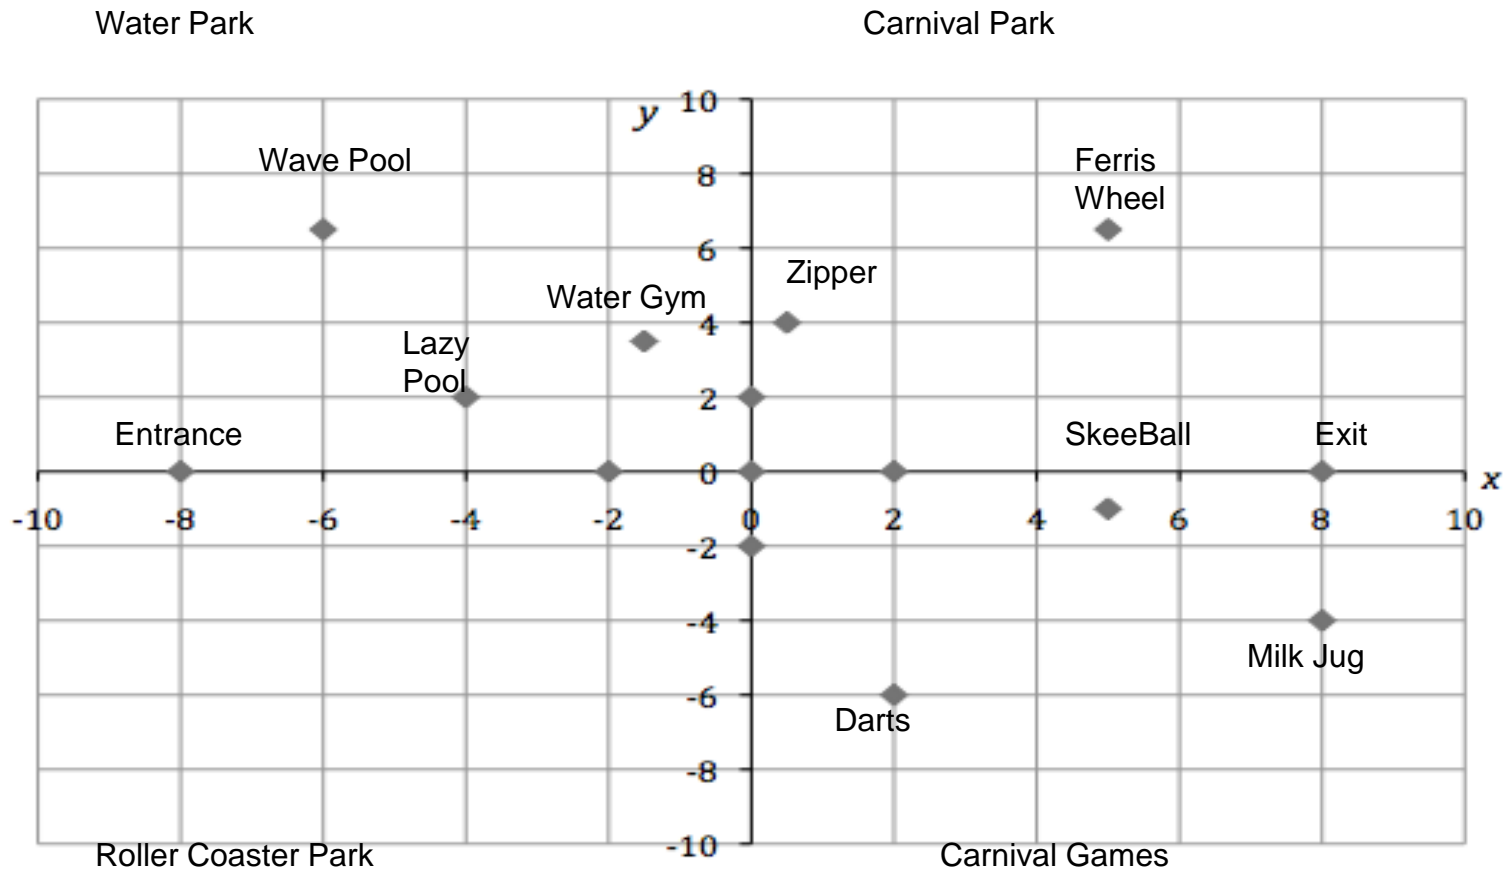 Water Park
Carnival Park
y
10
Wave Pool
Ferris
Wheel
8
6
Zipper
Water Gym
4
Lazy
Pool
2
Entrance
SkeeBall
Exit
0
x
-10 -8 -6 -4 -2 0 2 4 6 8 10
-2
-4
Milk Jug
-6
Darts
-8
-10
Roller Coaster Park
Carnival Games